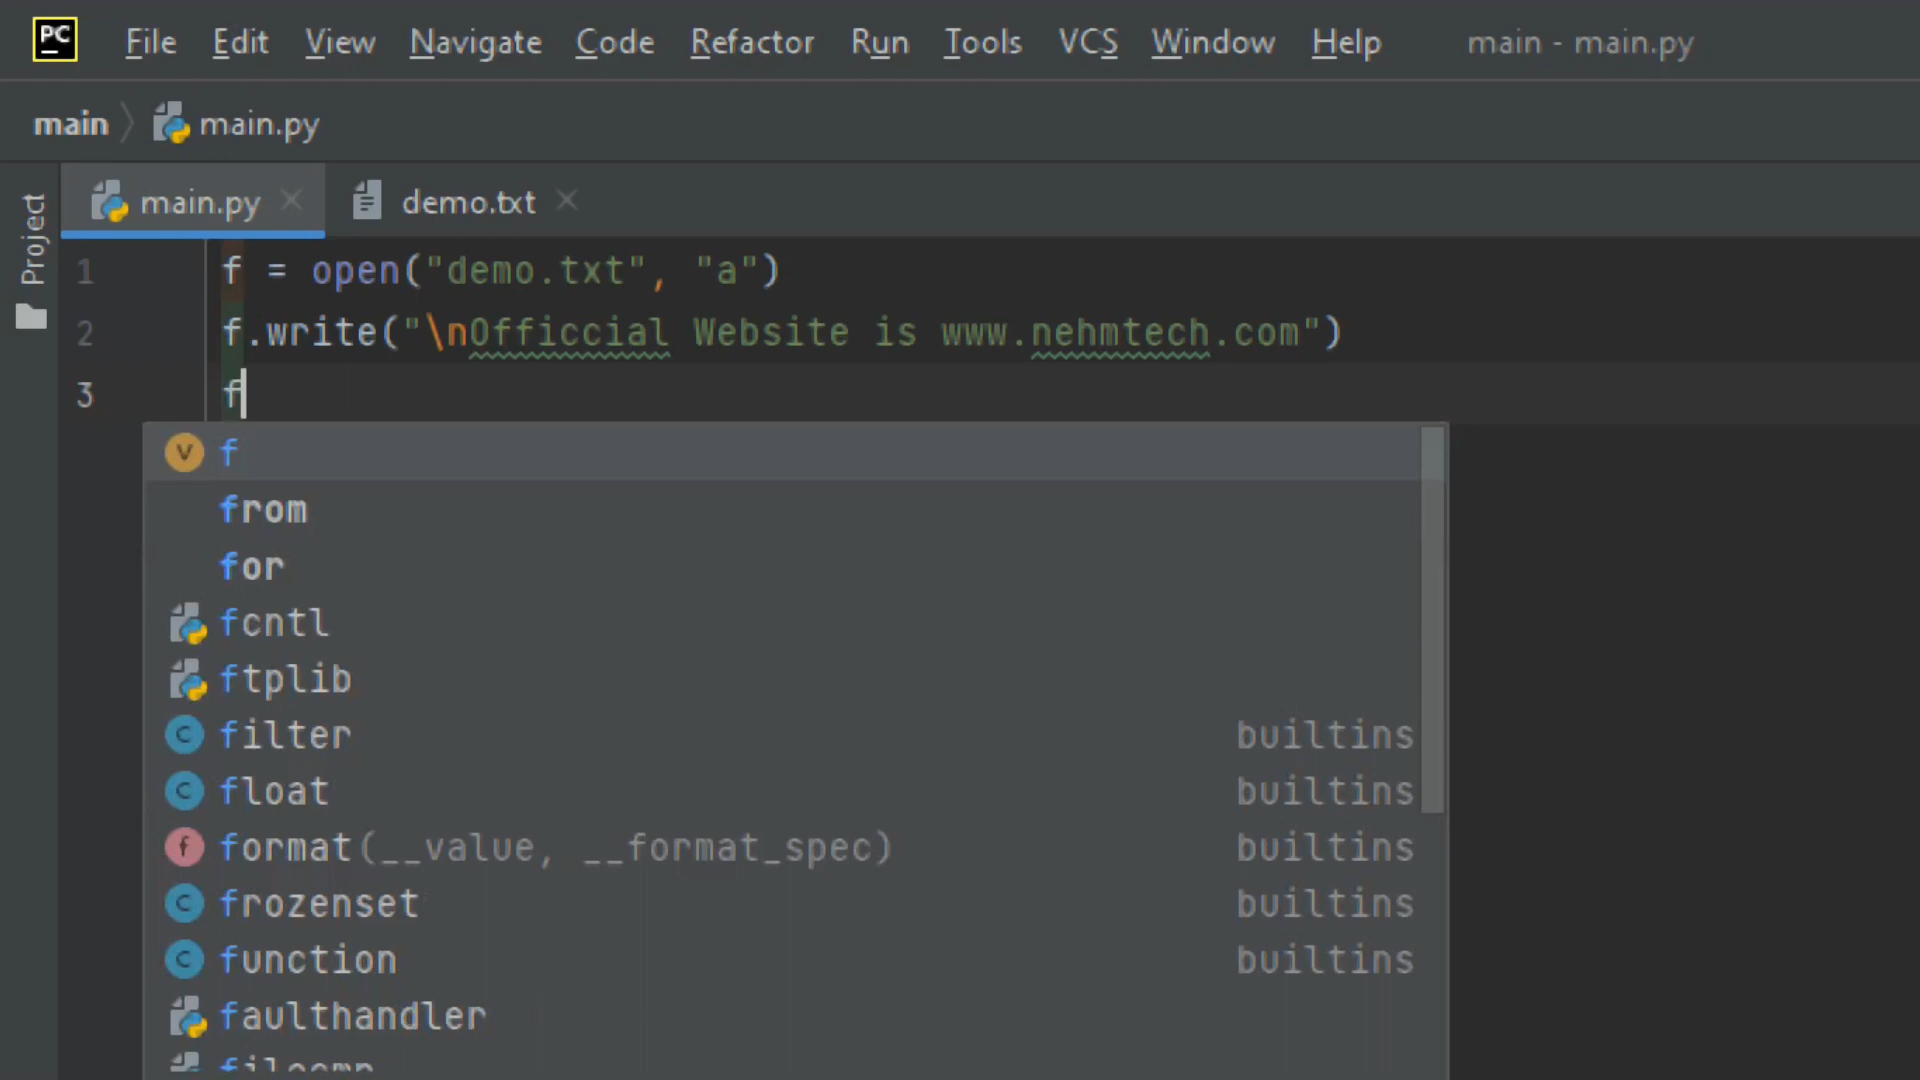 PC File Edit View Navigate Code Refactor Run Tools VCS Window Help main - main.py
main main.py
Project
main.py demo.txt
1 f = open("demo.txt", "a")
2 f.write("\nOfficcial Website is www.nehmtech.com")
3 f
V f
from
for
fcntl
ftplib
C filter builtins
C float builtins
f format(__value, __format_spec) builtins
C frozenset builtins
C function builtins
faulthandler
filecmp